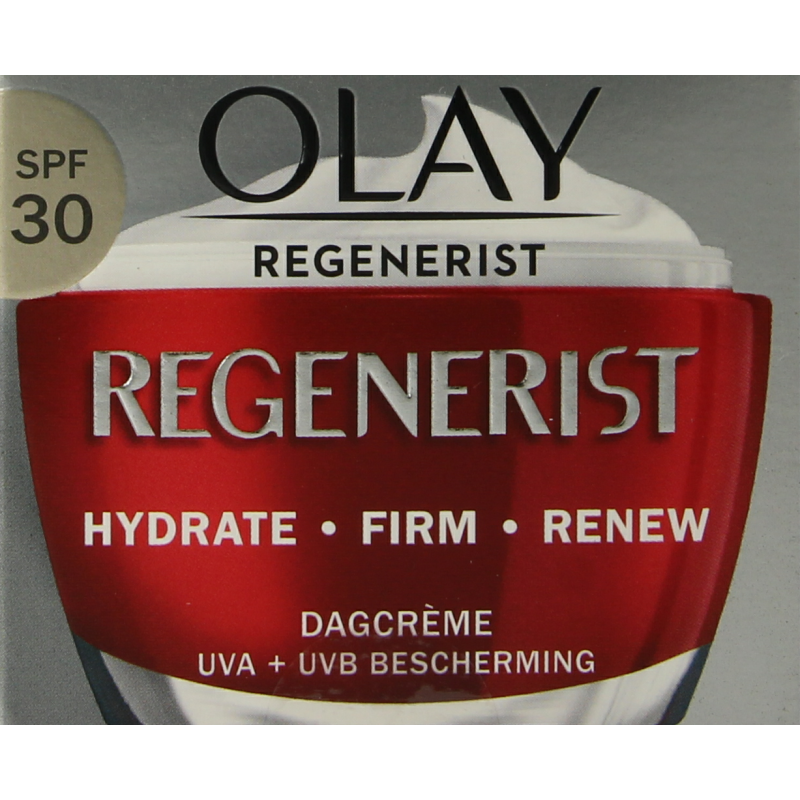 OLAY
SPF
30
REGENERIST
REGENERIST
HYDRATE • FIRM • RENEW
DAGCRÈME
UVA + UVB BESCHERMING